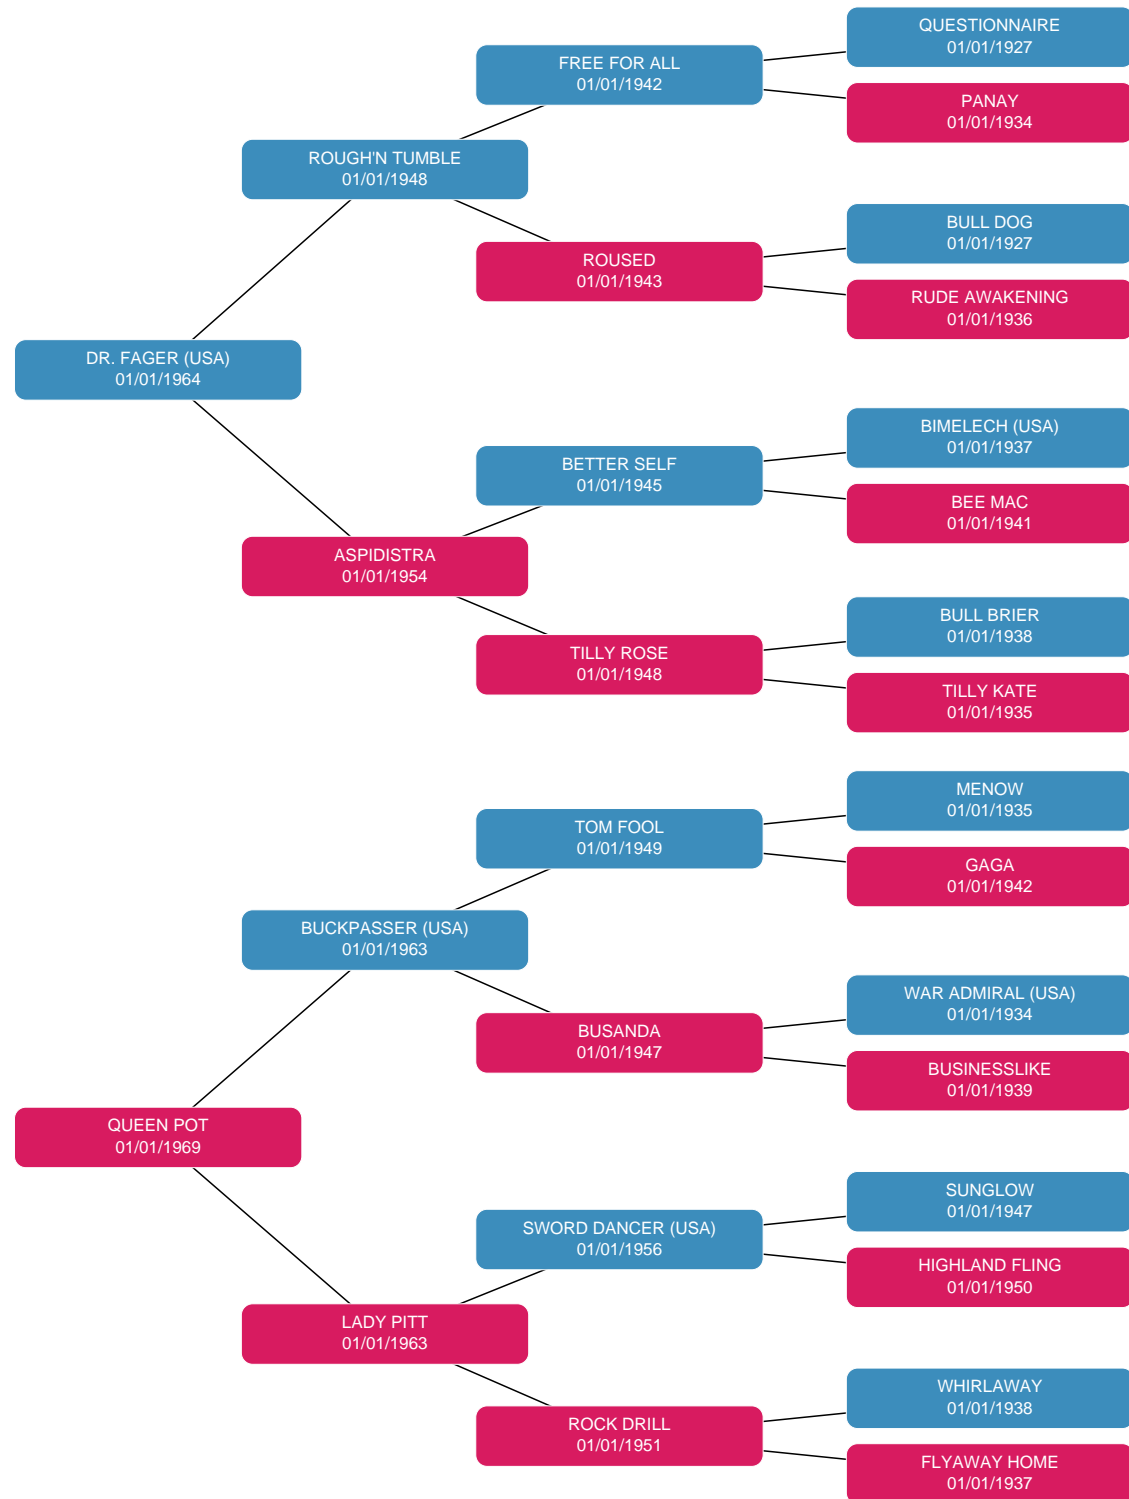 QUESTIONNAIRE
01/01/1927
FREE FOR ALL
01/01/1942
PANAY
01/01/1934
ROUGH'N TUMBLE
01/01/1948
BULL DOG
01/01/1927
ROUSED
01/01/1943
RUDE AWAKENING
01/01/1936
DR. FAGER (USA)
01/01/1964
BIMELECH (USA)
01/01/1937
BETTER SELF
01/01/1945
BEE MAC
01/01/1941
ASPIDISTRA
01/01/1954
BULL BRIER
01/01/1938
TILLY ROSE
01/01/1948
TILLY KATE
01/01/1935
MENOW
01/01/1935
TOM FOOL
01/01/1949
GAGA
01/01/1942
BUCKPASSER (USA)
01/01/1963
WAR ADMIRAL (USA)
01/01/1934
BUSANDA
01/01/1947
BUSINESSLIKE
01/01/1939
QUEEN POT
01/01/1969
SUNGLOW
01/01/1947
SWORD DANCER (USA)
01/01/1956
HIGHLAND FLING
01/01/1950
LADY PITT
01/01/1963
WHIRLAWAY
01/01/1938
ROCK DRILL
01/01/1951
FLYAWAY HOME
01/01/1937